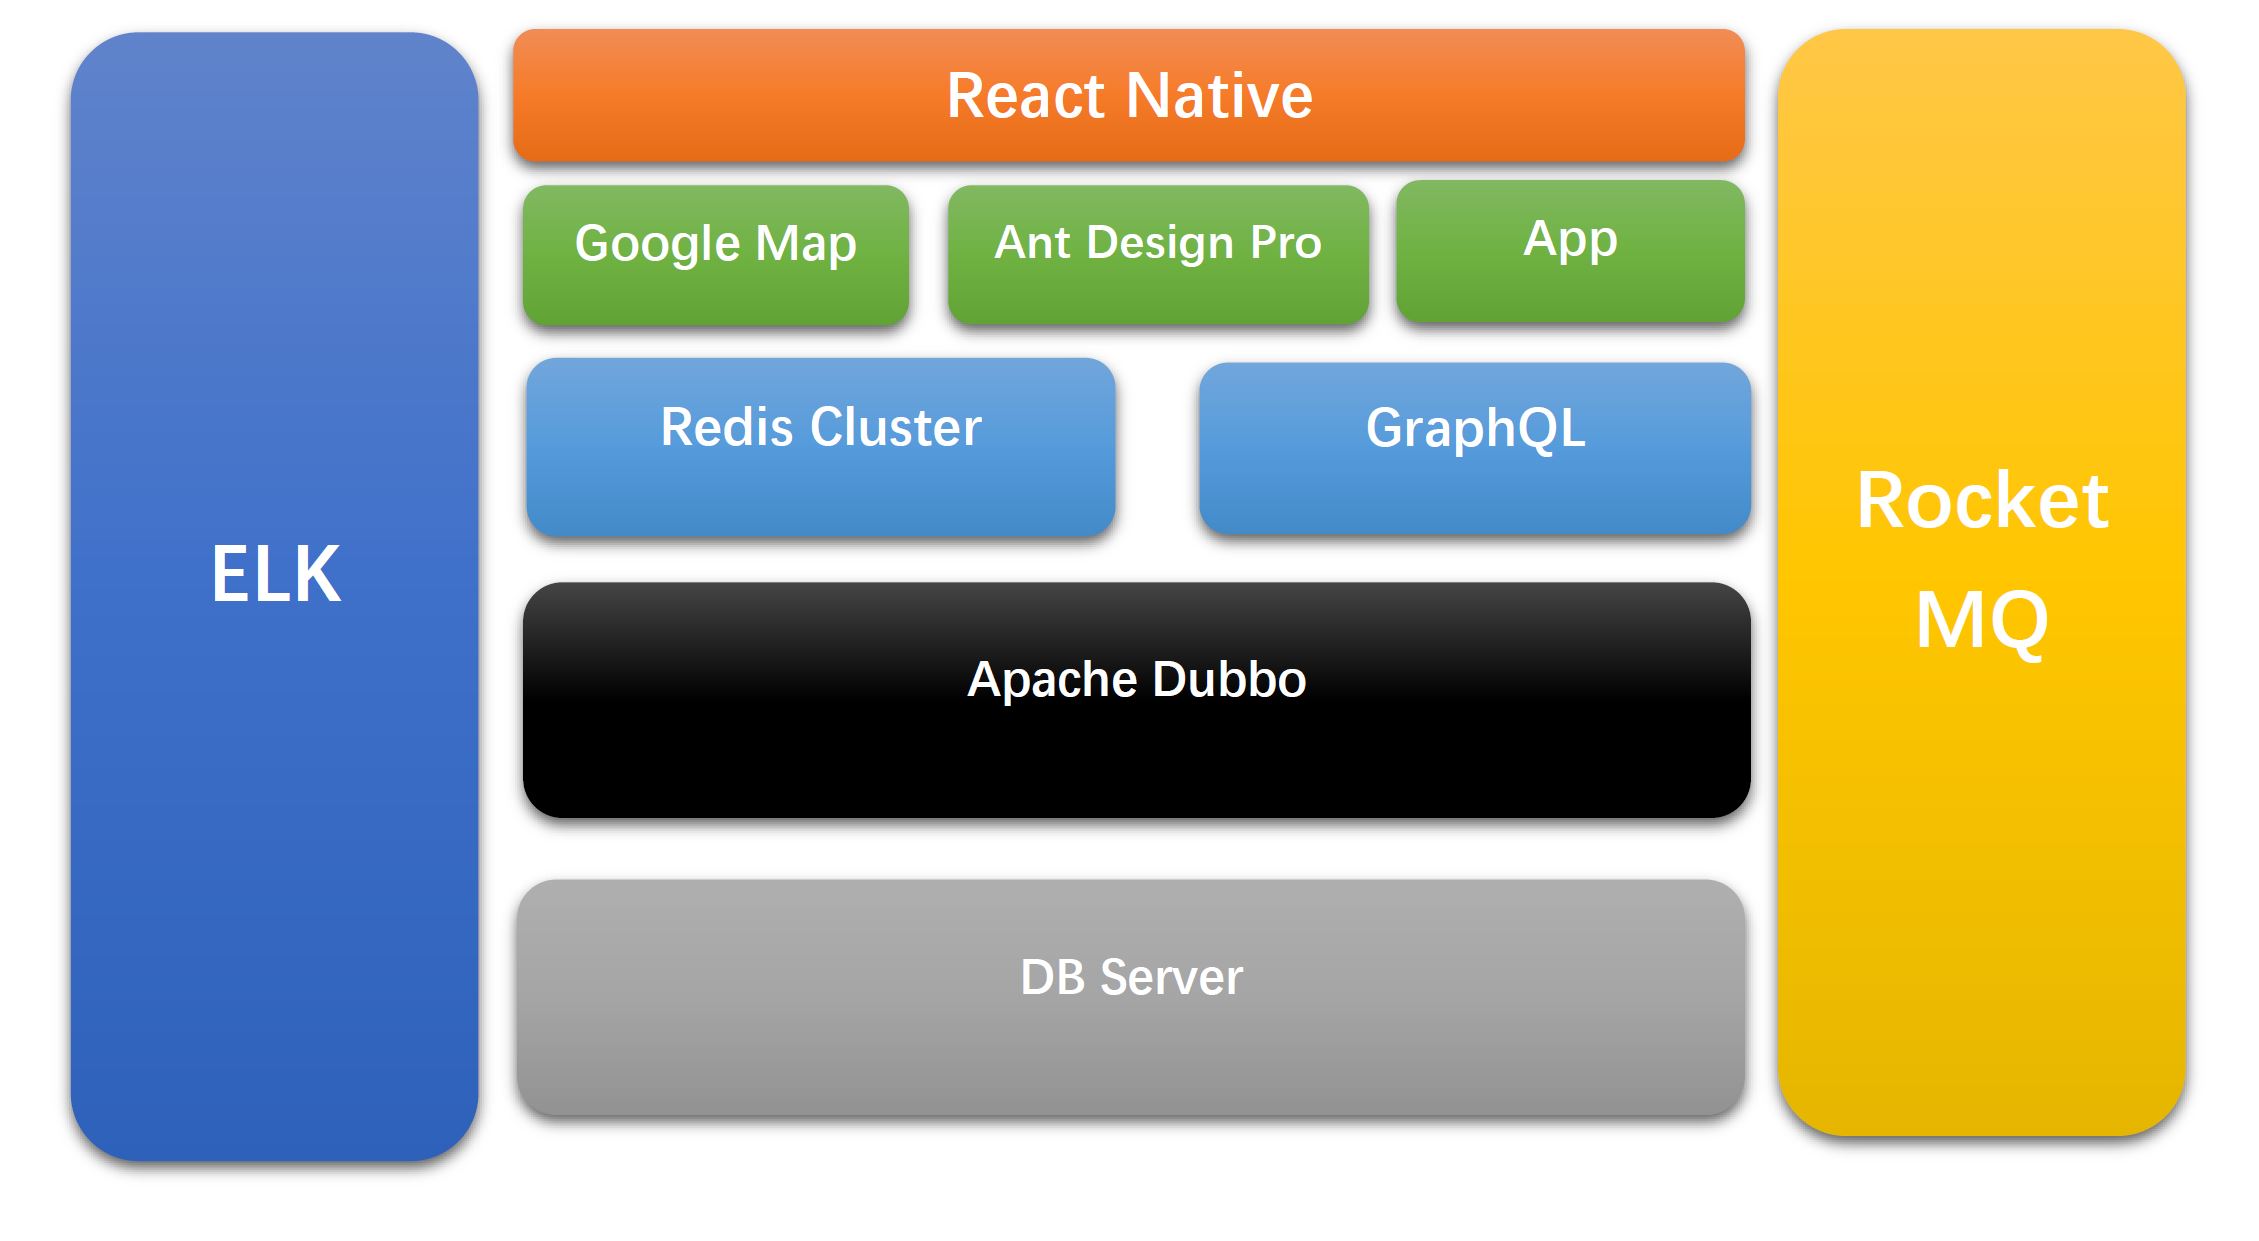 React Native
Google Map
Ant Design Pro
App
Redis Cluster
GraphQL
ELK
Rocket
MQ
Apache Dubbo
DB Server